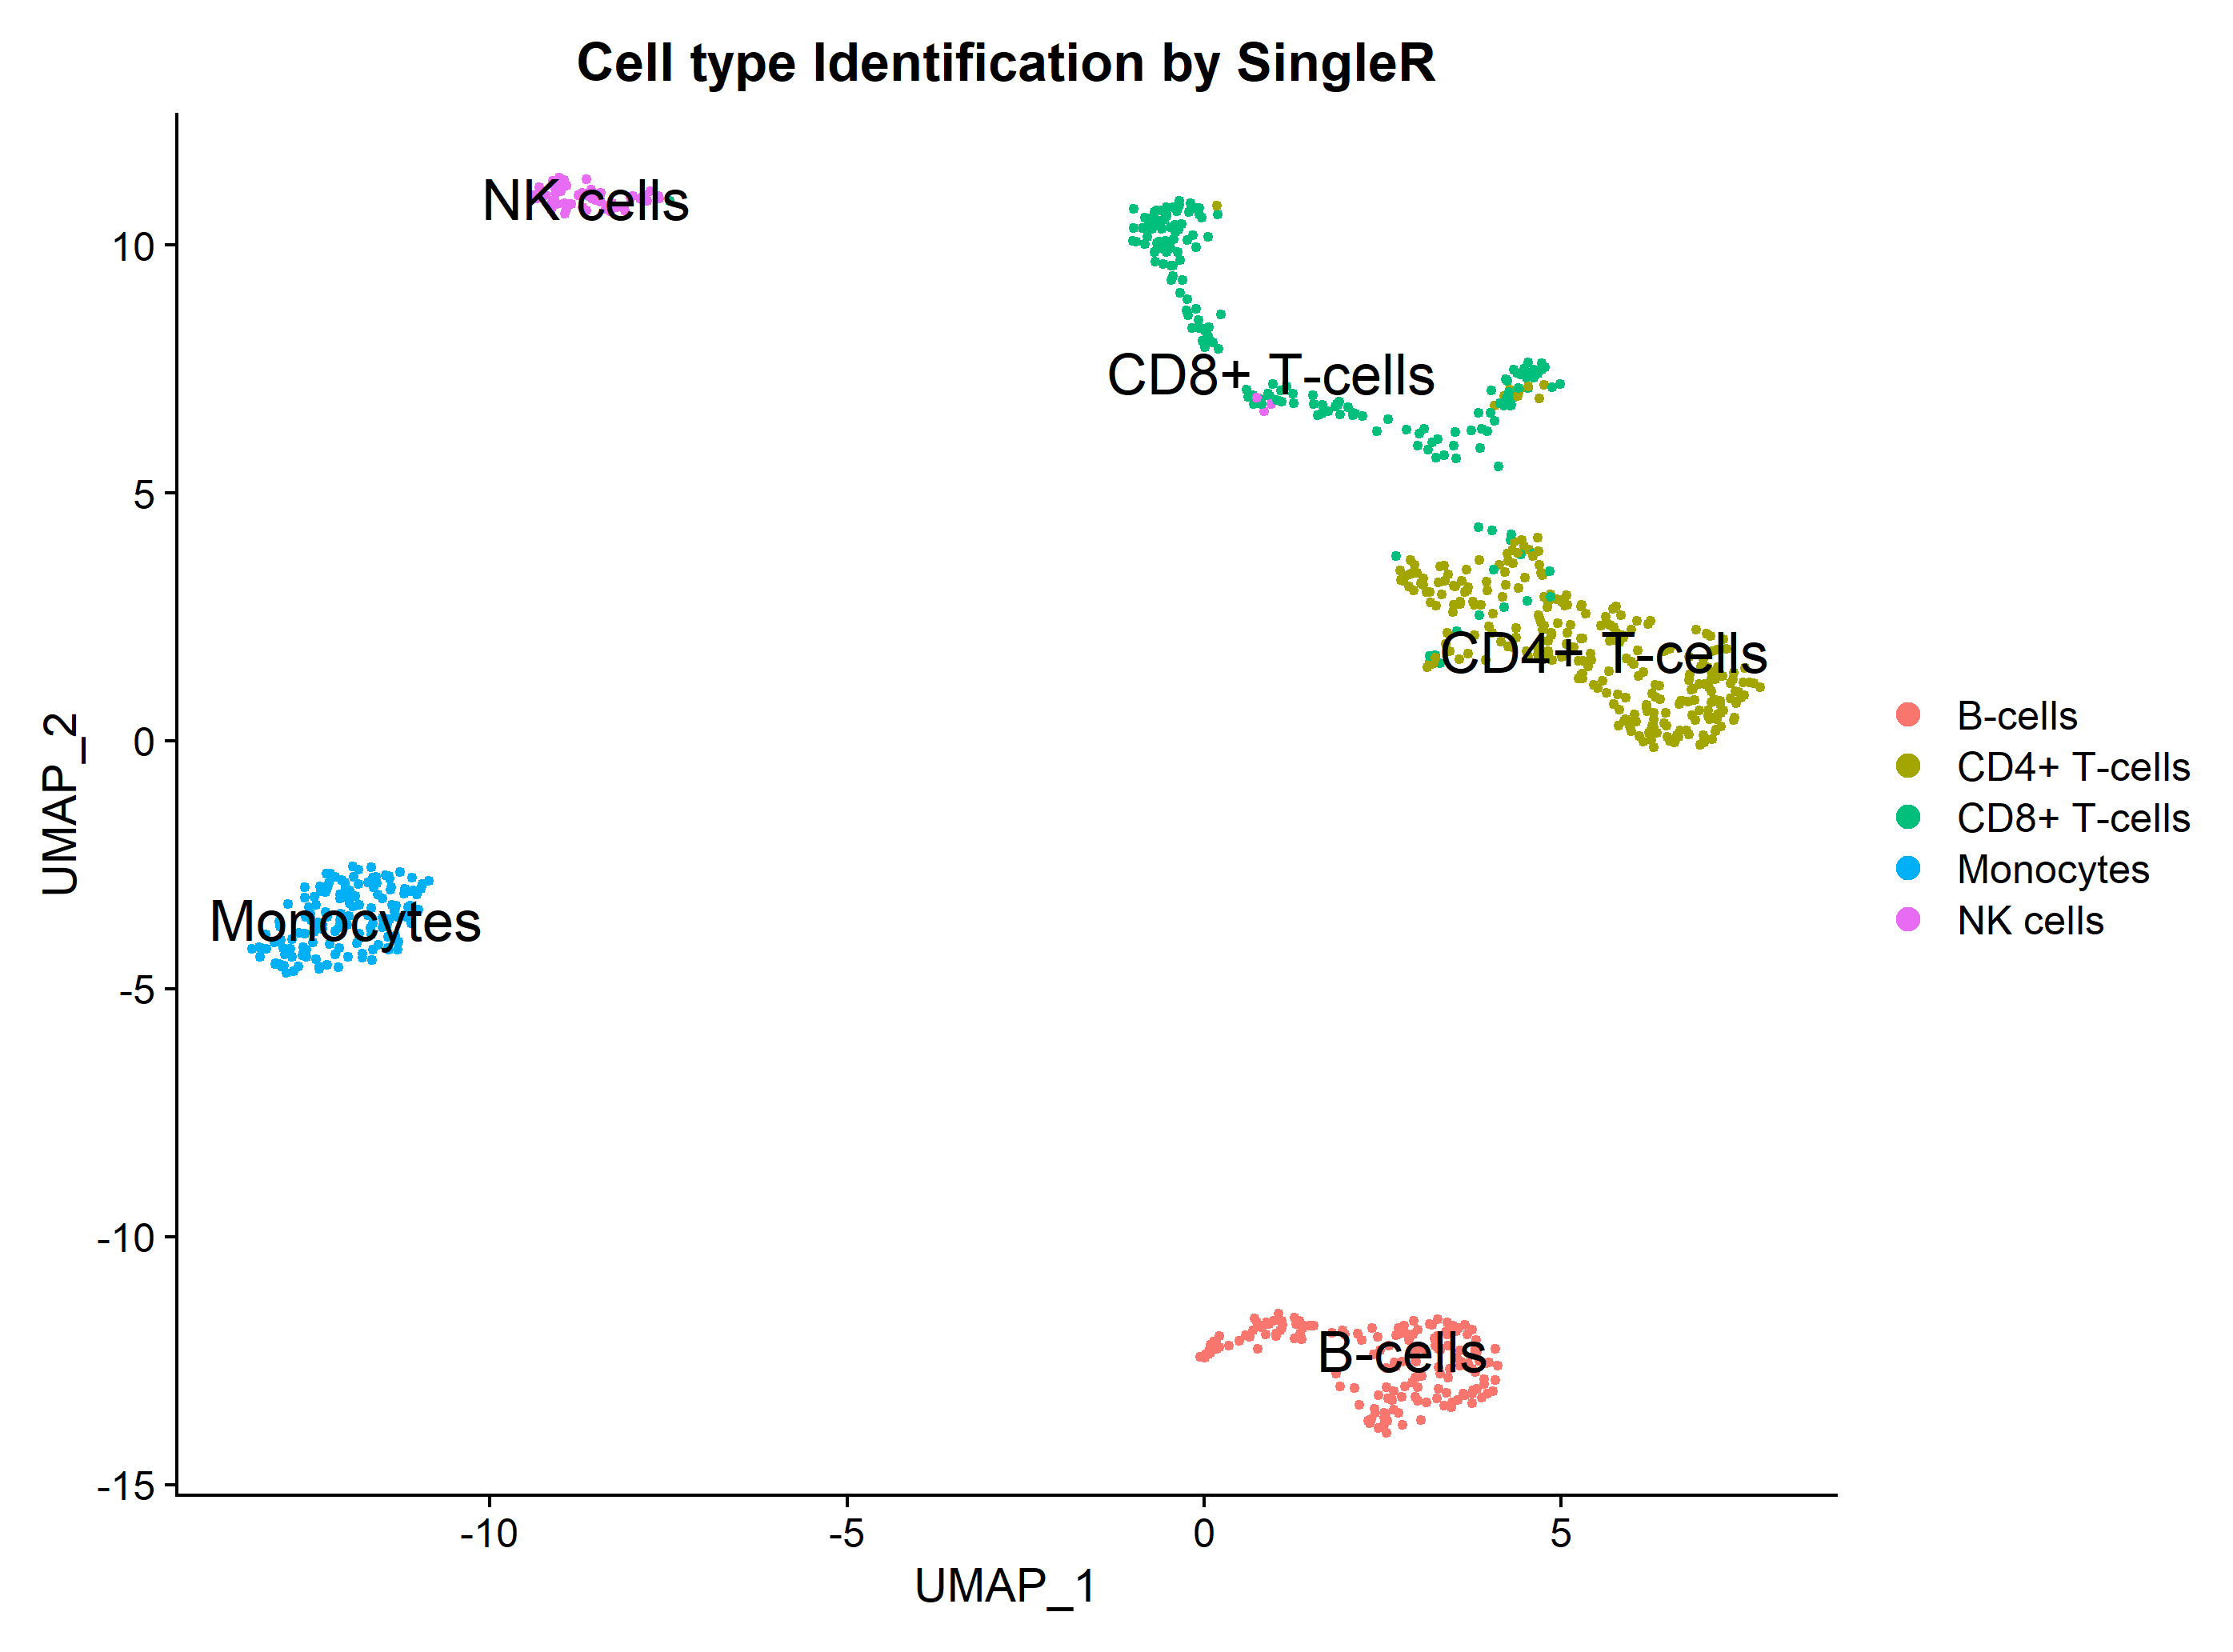 Cell type Identification by SingleR
NK cells
CD8+ T-cells
CD4+ T-cells
Monocytes
B-cells
10
5
0
-5
-10
-15
UMAP_2
-10
-5
0
5
UMAP_1
B-cells
CD4+ T-cells
CD8+ T-cells
Monocytes
NK cells